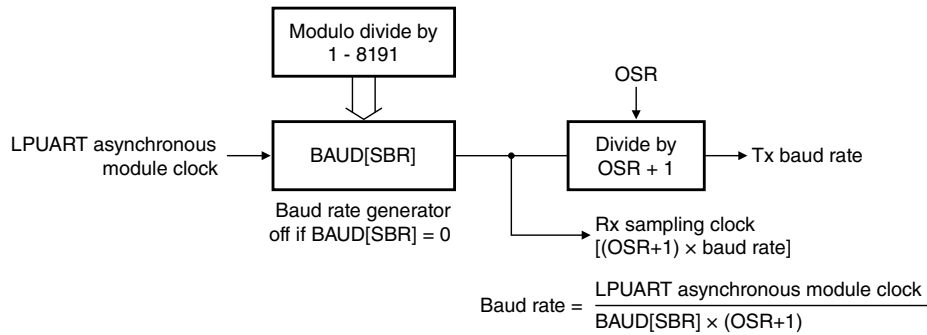 Modulo divide by
1 - 8191
OSR
LPUART asynchronous
module clock
BAUD[SBR]
Divide by
OSR + 1
Tx baud rate
Baud rate generator
off if BAUD[SBR] = 0
Rx sampling clock
[(OSR+1) × baud rate]
Baud rate =
LPUART asynchronous module clock
BAUD[SBR] × (OSR+1)